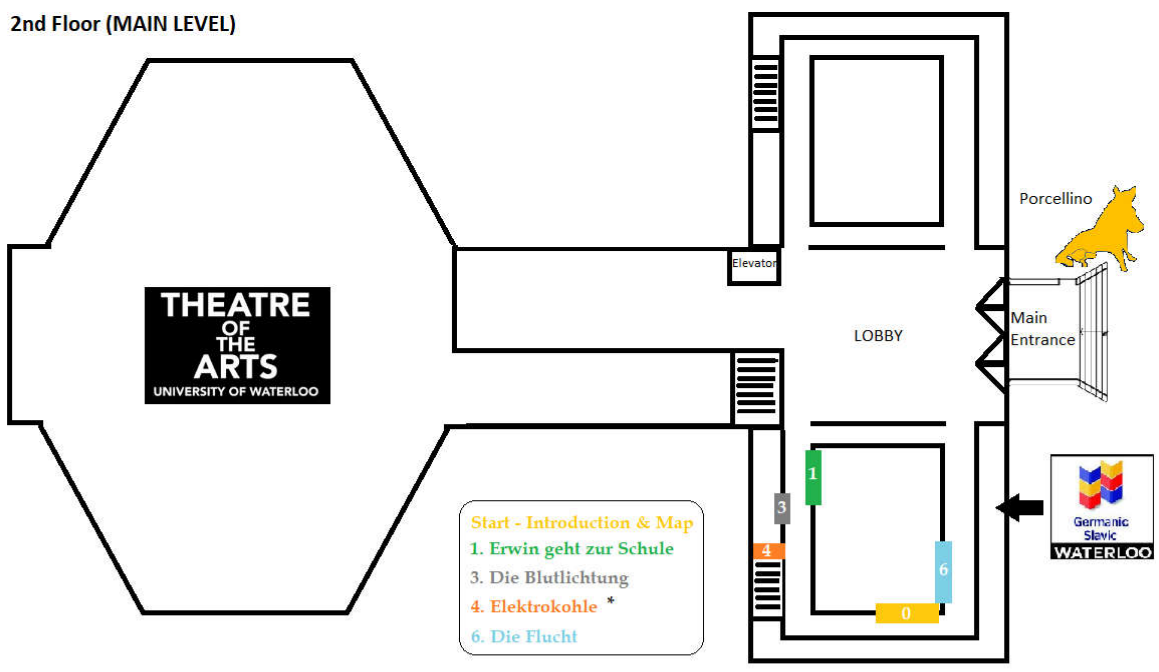 2nd Floor (MAIN LEVEL)
Porcellino
Elevator
THEATRE
OF
THE
ARTS
UNIVERSITY OF WATERLOO
LOBBY
Main
Entrance
1
3
4
6
0
Germanic
Slavic
WATERLOO
Start - Introduction & Map
1. Erwin geht zur Schule
3. Die Blutlichtung
4. Elektrokohle *
6. Die Flucht